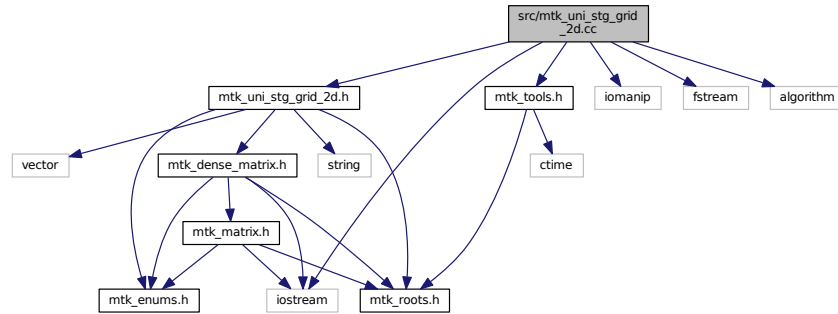 src/mtk_uni_stg_grid
_2d.cc
mtk_uni_stg_grid_2d.h
mtk_tools.h
iomanip
fstream
algorithm
vector
mtk_dense_matrix.h
string
ctime
mtk_matrix.h
mtk_enums.h
iostream
mtk_roots.h